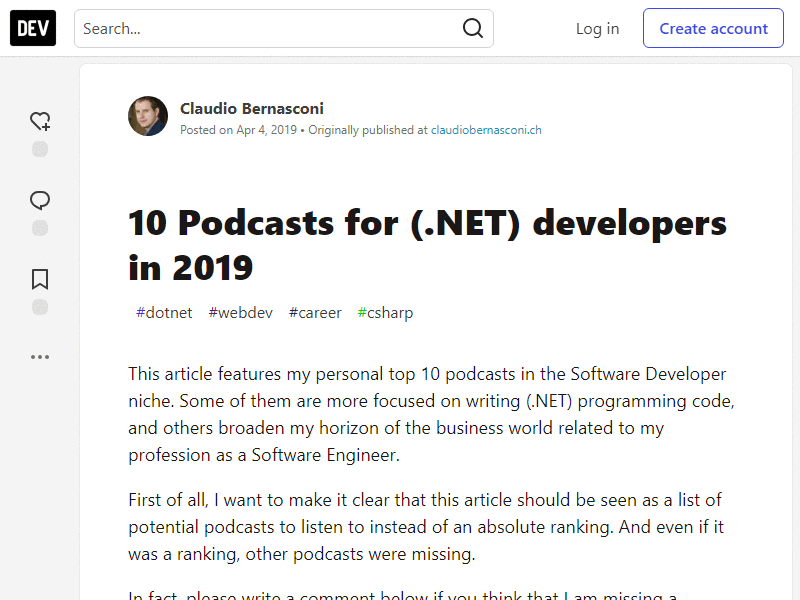 DEV
Search...
Log in
Create account
Claudio Bernasconi
Posted on Apr 4, 2019 • Originally published at claudiobernasconi.ch
10 Podcasts for (.NET) developers
in 2019
#dotnet #webdev #career #csharp
This article features my personal top 10 podcasts in the Software Developer
niche. Some of them are more focused on writing (.NET) programming code,
and others broaden my horizon of the business world related to my
profession as a Software Engineer.
First of all, I want to make it clear that this article should be seen as a list of
potential podcasts to listen to instead of an absolute ranking. And even if it
was a ranking, other podcasts were missing.
In fact, please write a comment below if you think that I am missing a